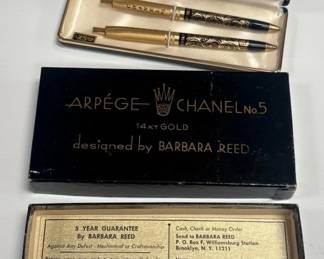 ARPÉGE CHANEL No 5
14 KT GOLD
designed by BARBARA REED
5 YEAR GUARANTEE
By BARBARA REED
Against Any Defect - Mechanical or Craftsmanship
Cash, Check or Money Order
Send to BARBARA REED
P. O. Box F, Williamsburg Station
Brooklyn, N. Y. 11211